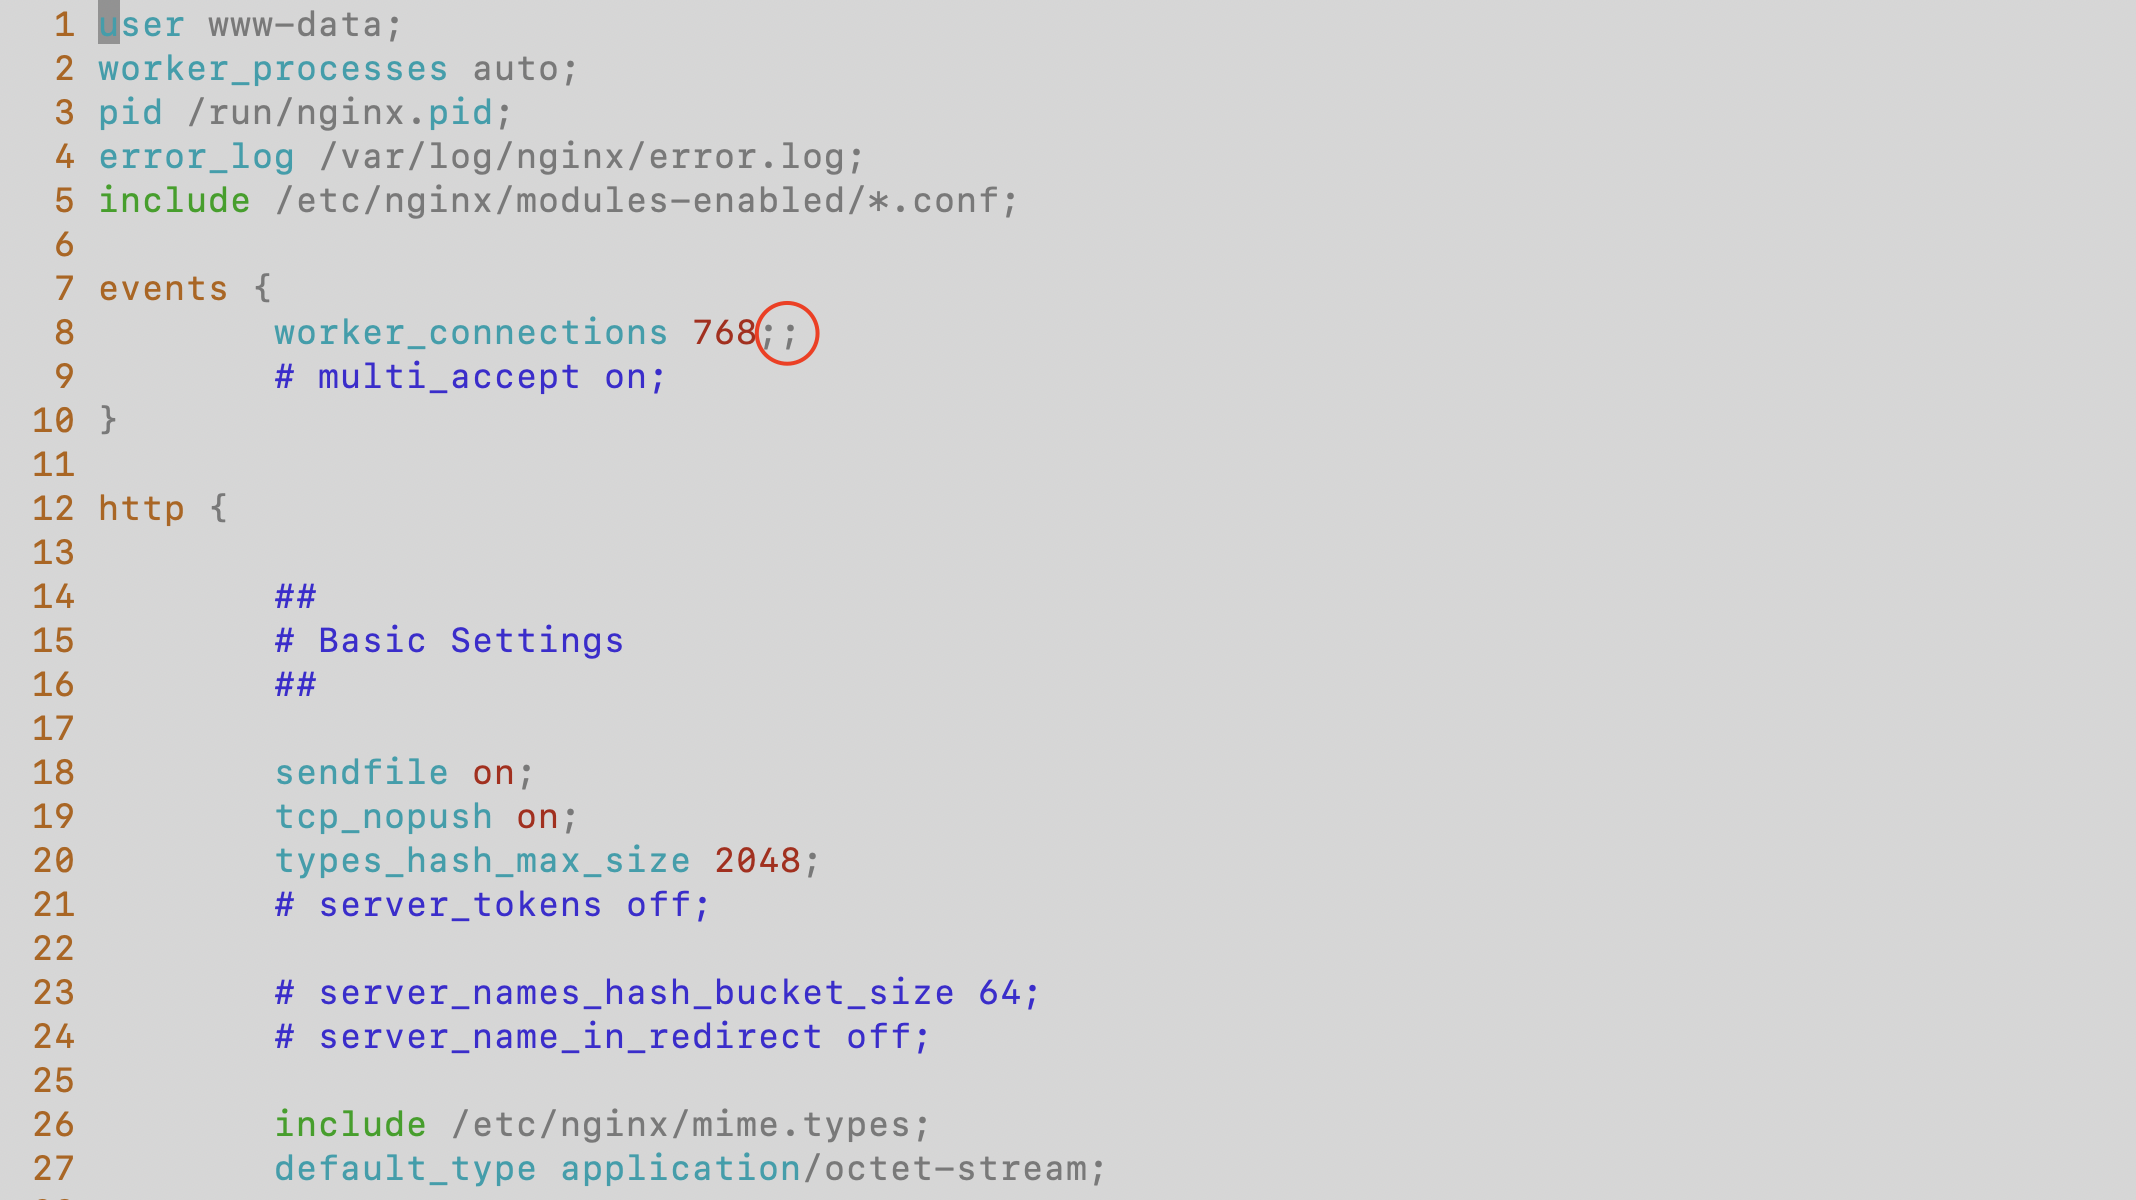 1 user www-data;
2 worker_processes auto;
3 pid /run/nginx.pid;
4 error_log /var/log/nginx/error.log;
5 include /etc/nginx/modules-enabled/*.conf;
6
7 events {
8         worker_connections 768;;
9         # multi_accept on;
10 }
11
12 http {
13
14         ##
15         # Basic Settings
16         ##
17
18         sendfile on;
19         tcp_nopush on;
20         types_hash_max_size 2048;
21         # server_tokens off;
22
23         # server_names_hash_bucket_size 64;
24         # server_name_in_redirect off;
25
26         include /etc/nginx/mime.types;
27         default_type application/octet-stream;